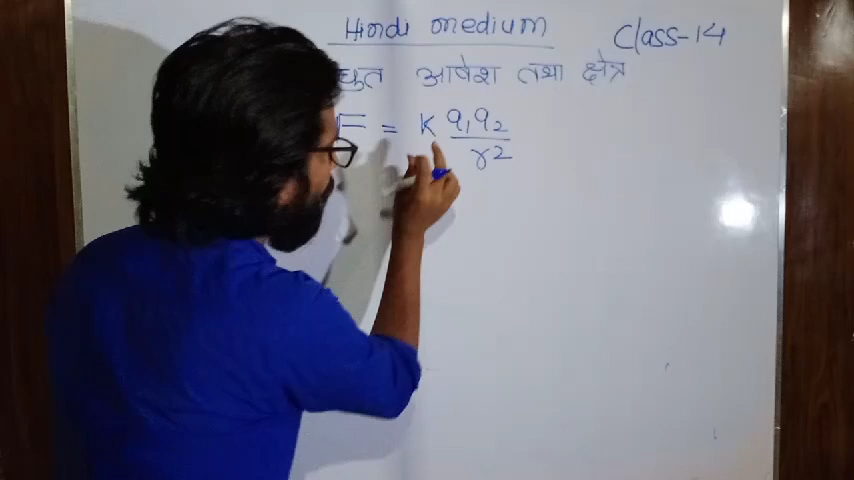 Hindi medium Class-14
आवेश तथा क्षेत्र
F = K q1q2
r2